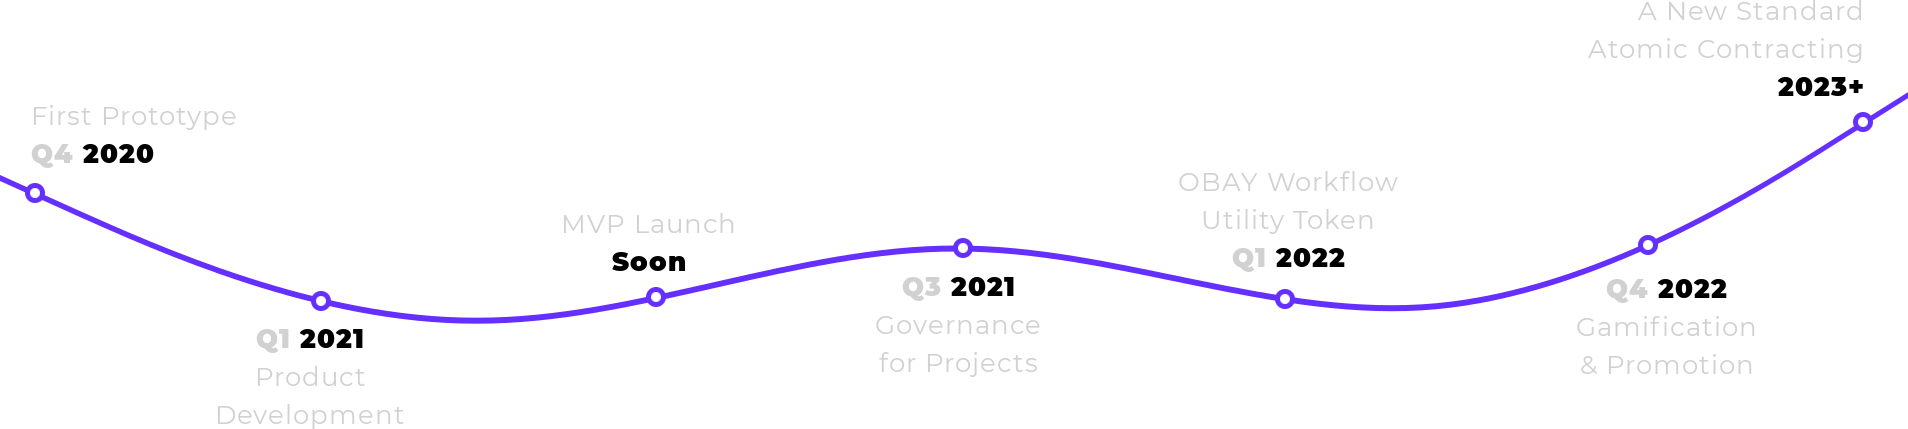 First Prototype
Q4 2020
Q1 2021
Product
Development
MVP Launch
Soon
Q3 2021
Governance
for Projects
OBAY Workflow
Utility Token
Q1 2022
Q4 2022
Gamification
& Promotion
A New Standard
Atomic Contracting
2023+